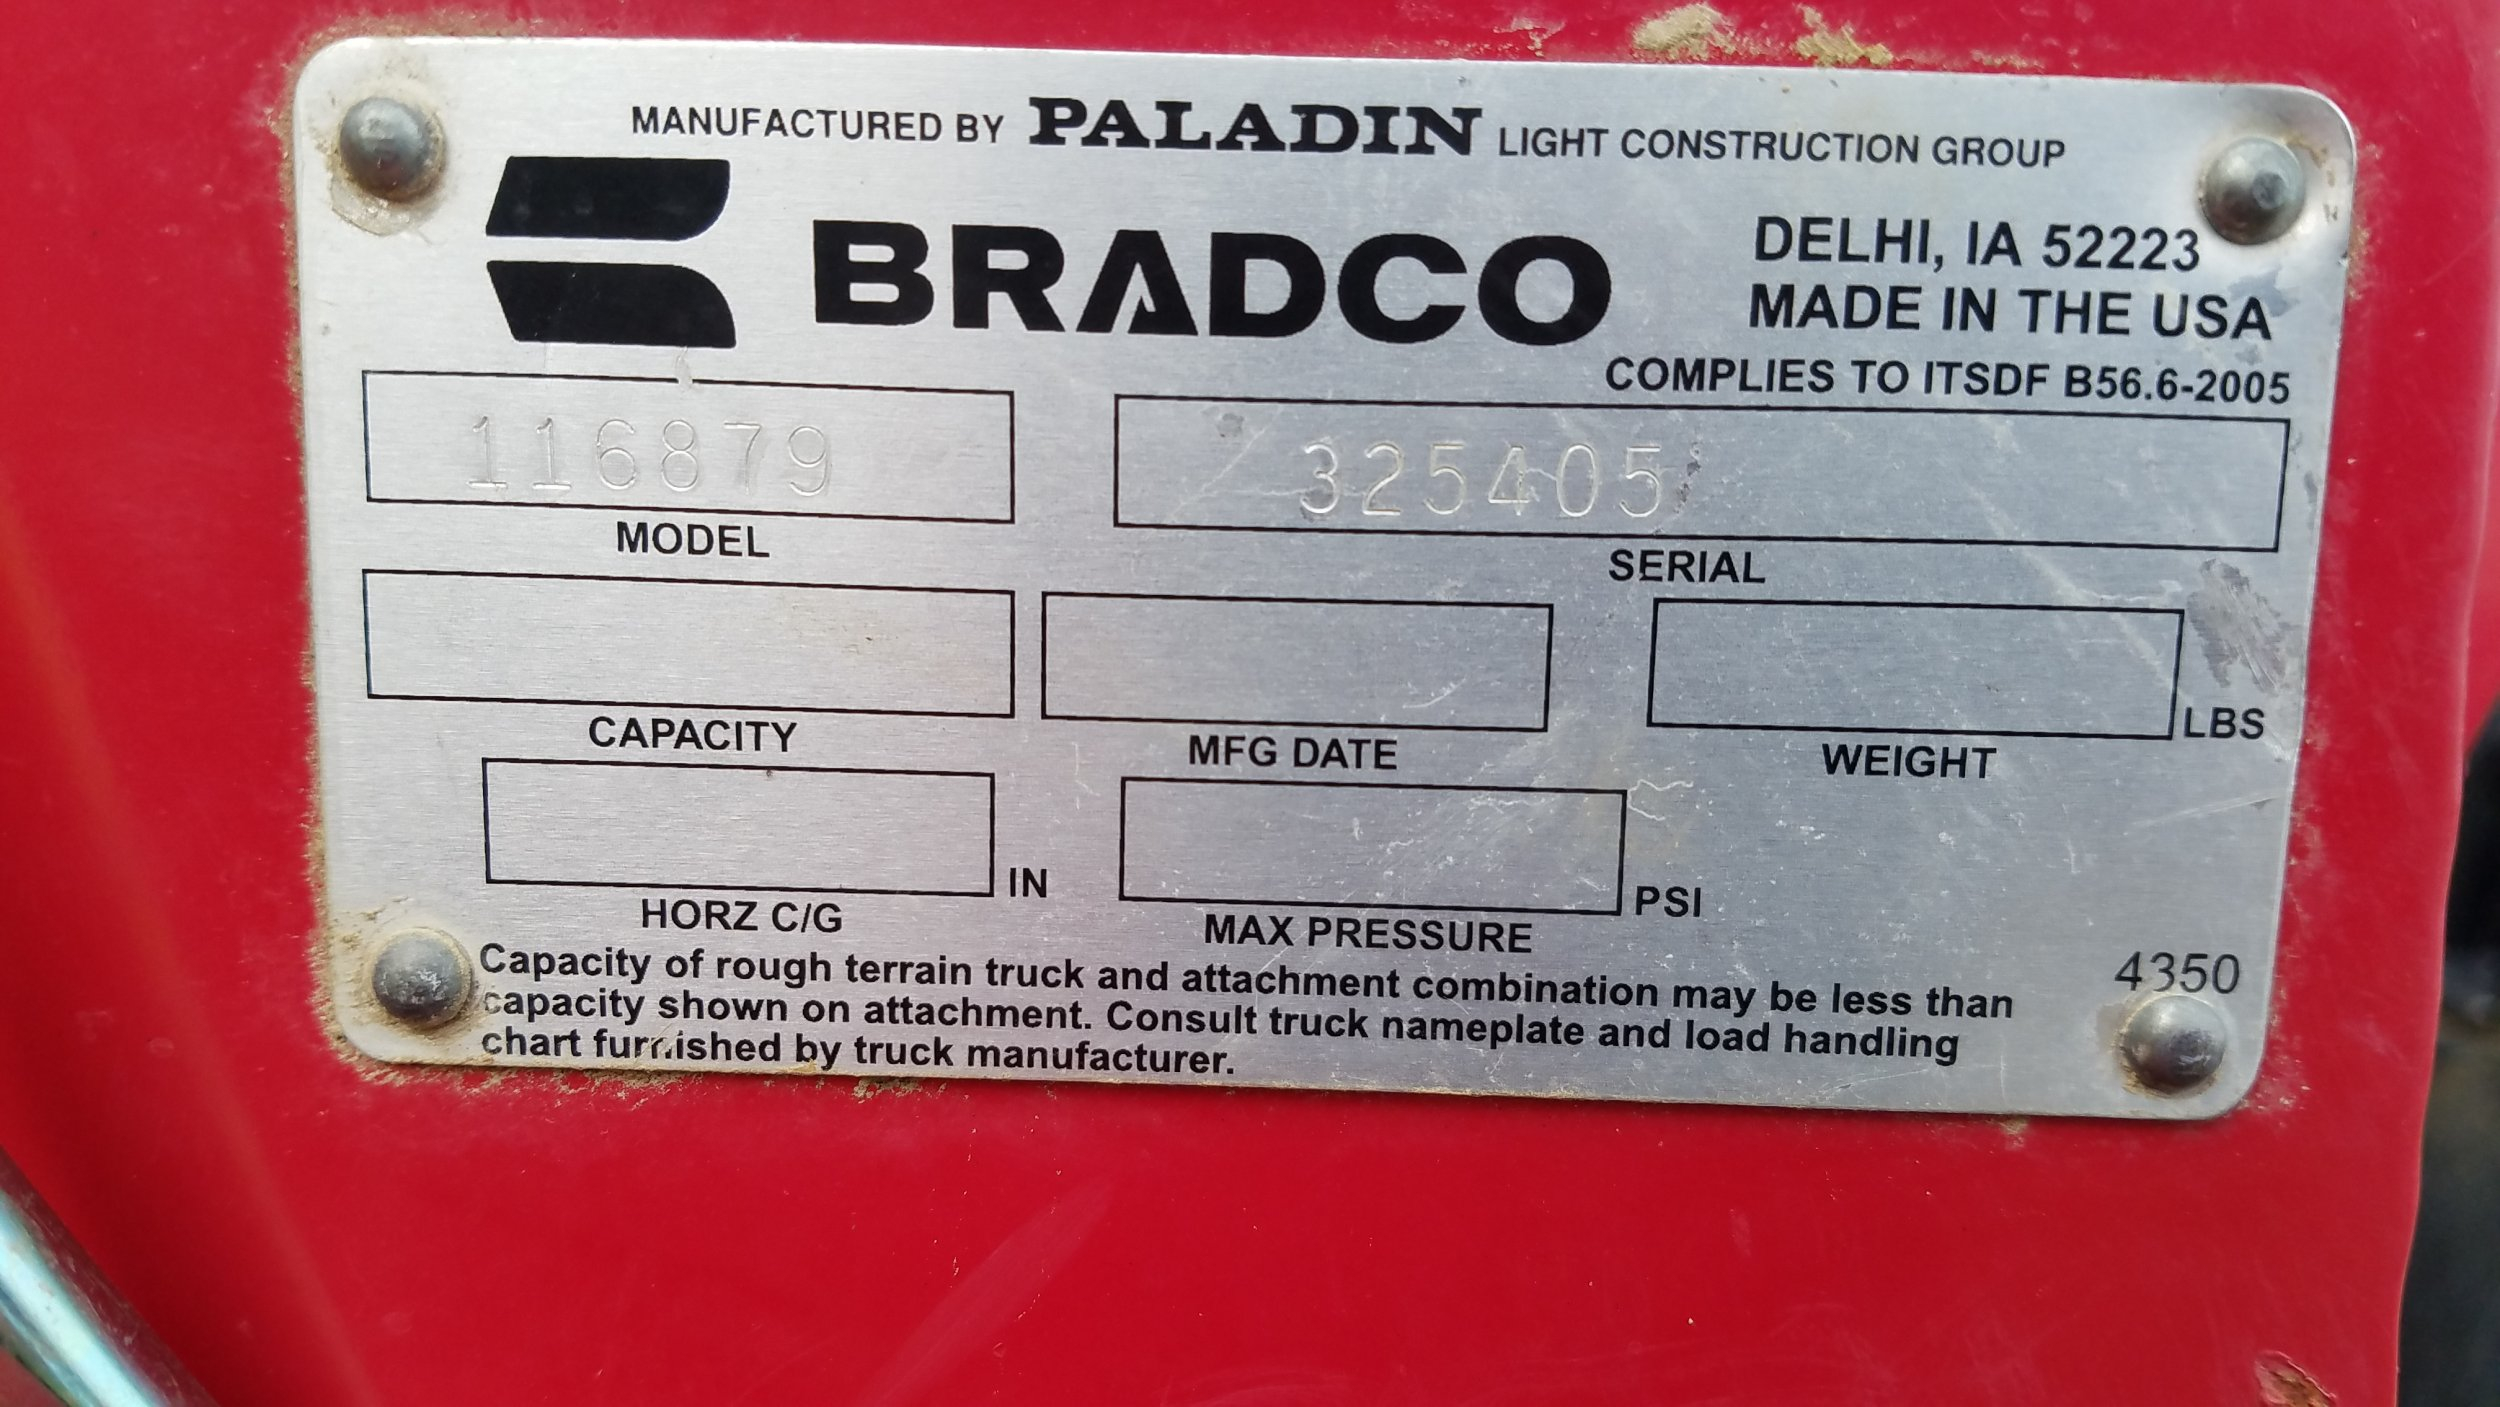 MANUFACTURED BY PALADIN LIGHT CONSTRUCTION GROUP
BRADCO
DELHI, IA 52223
MADE IN THE USA
COMPLIES TO ITSDF B56.6-2005
116879
325405
MODEL
SERIAL
CAPACITY
MFG DATE
WEIGHT
LBS
HORZ C/G
IN
MAX PRESSURE
PSI
Capacity of rough terrain truck and attachment combination may be less than
capacity shown on attachment. Consult truck nameplate and load handling
chart furnished by truck manufacturer.
4350